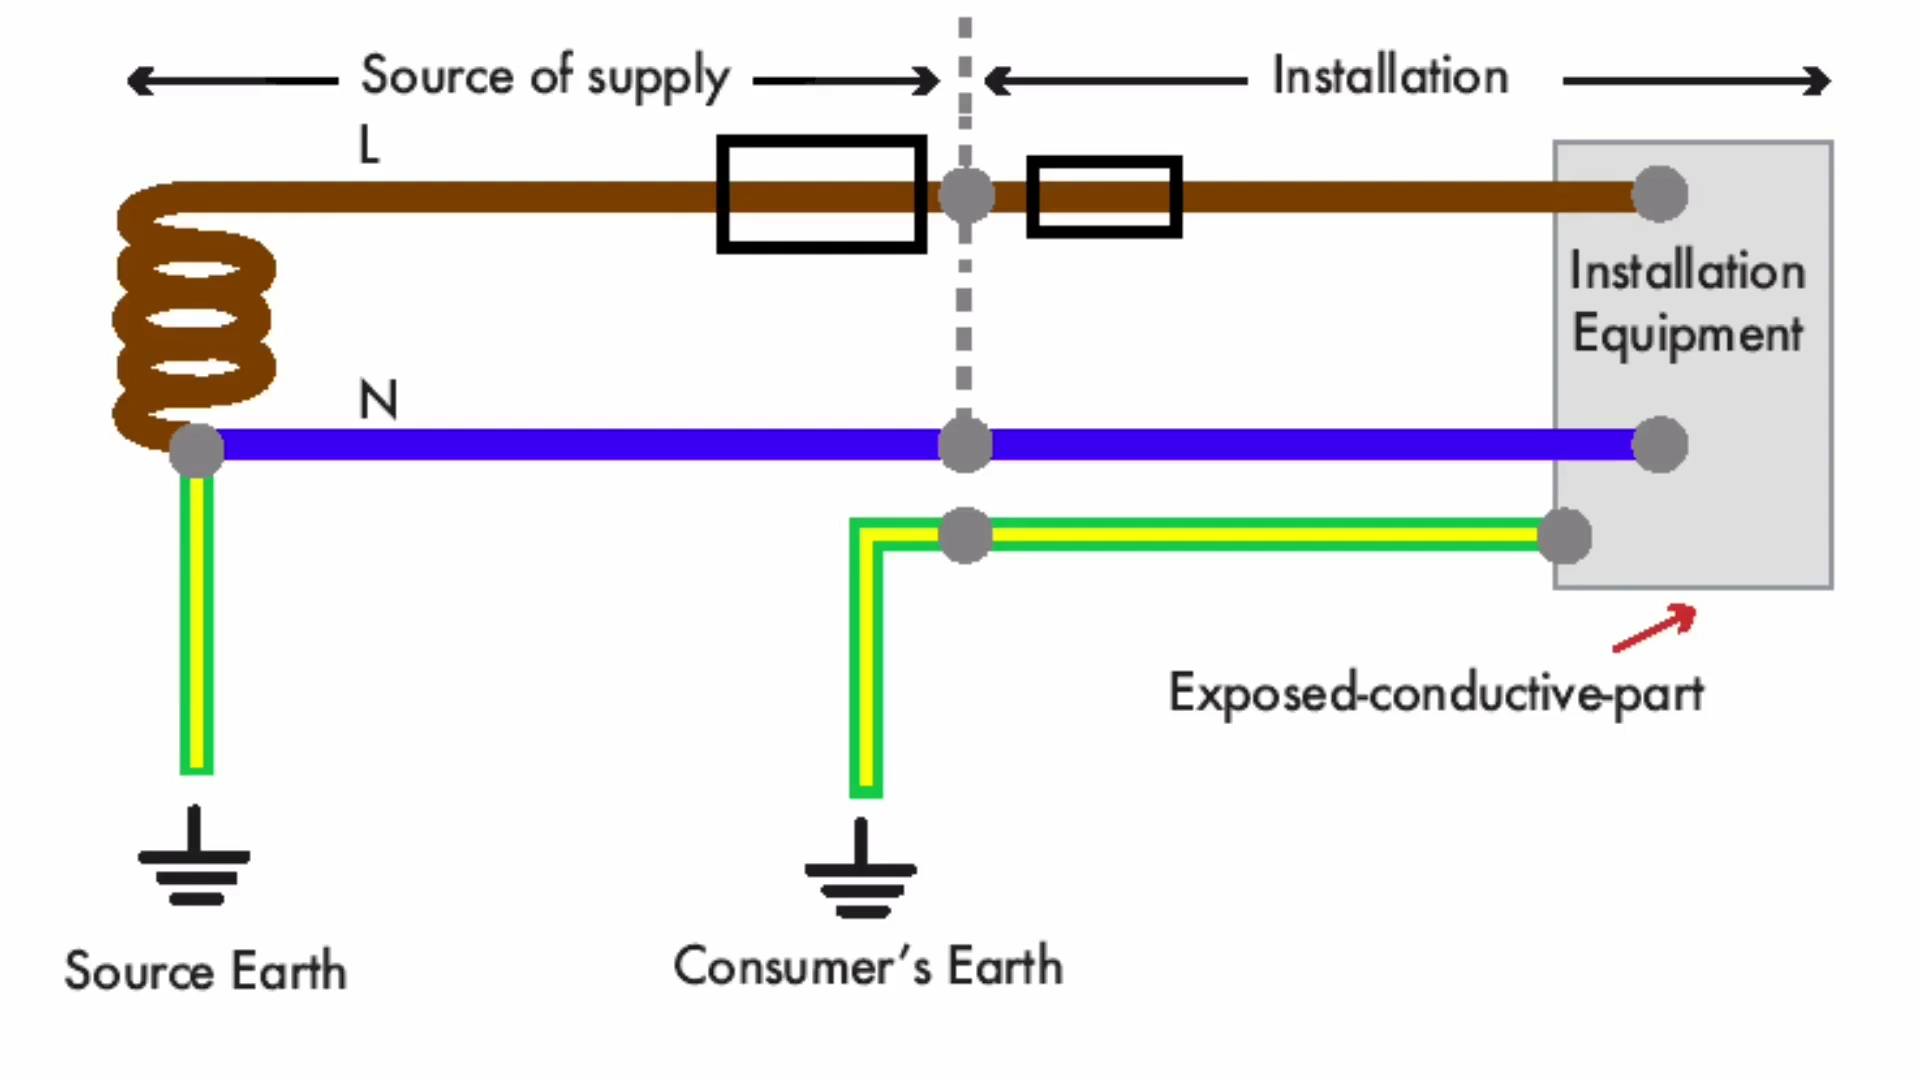 Source of supply
Installation
L
Installation
Equipment
N
Exposed-conductive-part
Source Earth
Consumer's Earth